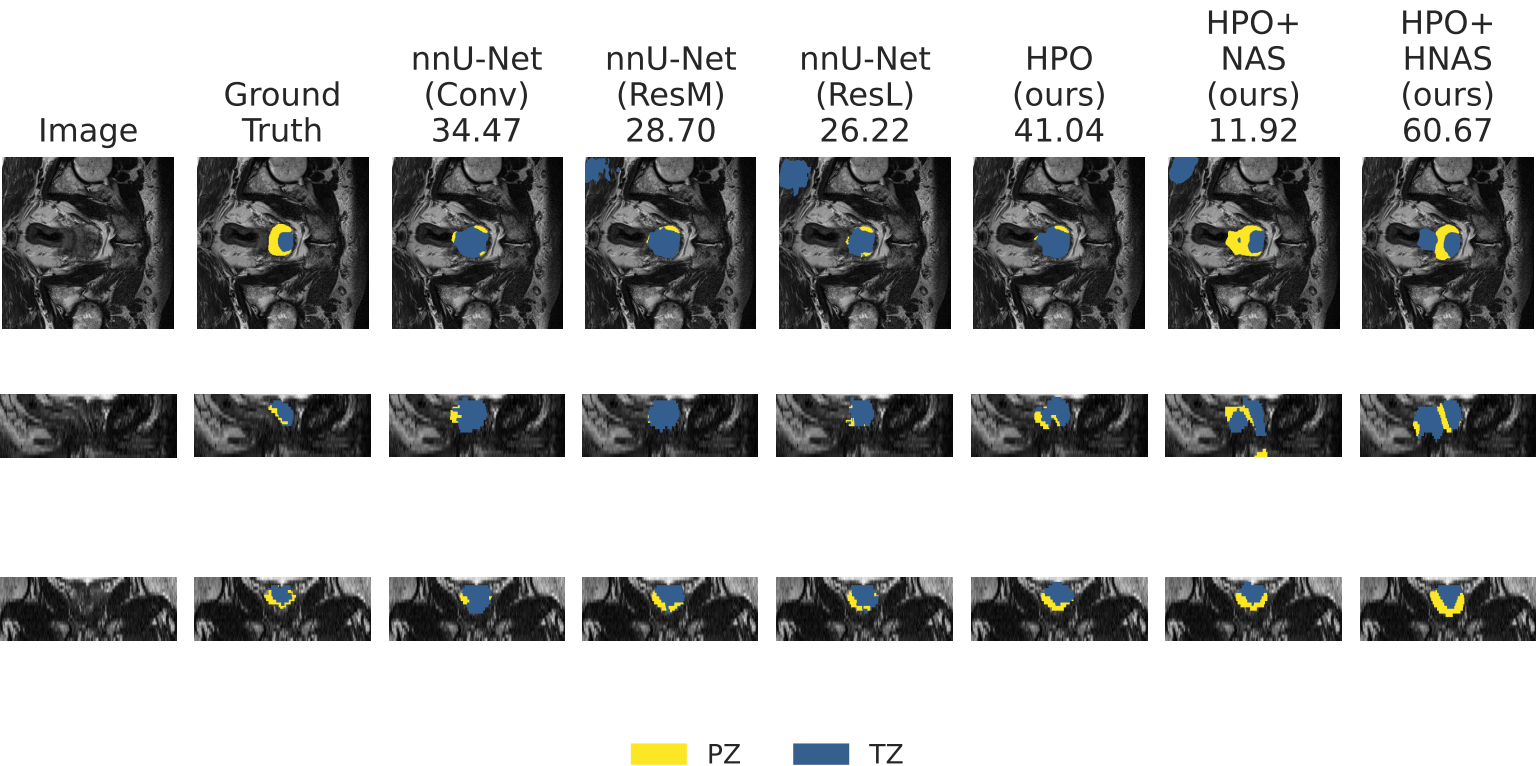 Image
Ground
Truth
nnU-Net
(Conv)
34.47
nnU-Net
(ResM)
28.70
nnU-Net
(ResL)
26.22
HPO
(ours)
41.04
HPO+
NAS
(ours)
11.92
HPO+
HNAS
(ours)
60.67
PZ
TZ